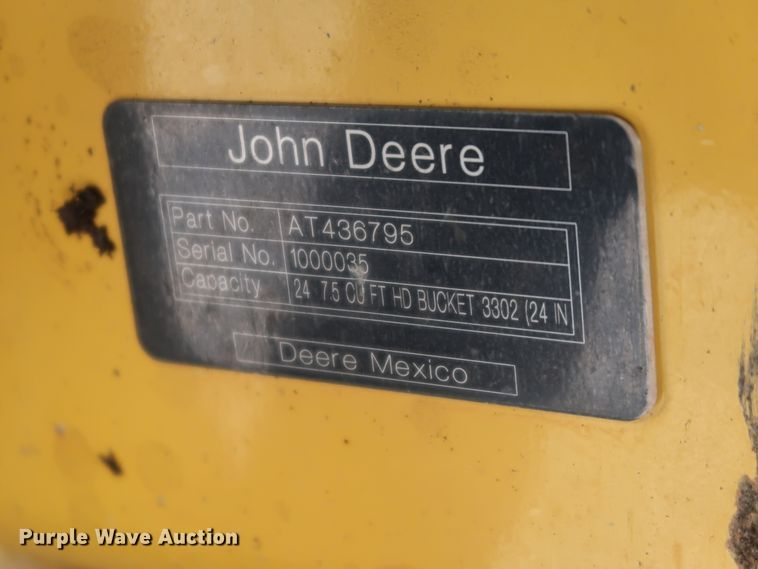 John Deere
Part No. AT436795
Serial No. 1000035
Capacity 24 7.5 CU FT HD BUCKET 3302 (24 IN
Deere Mexico
Purple Wave Auction